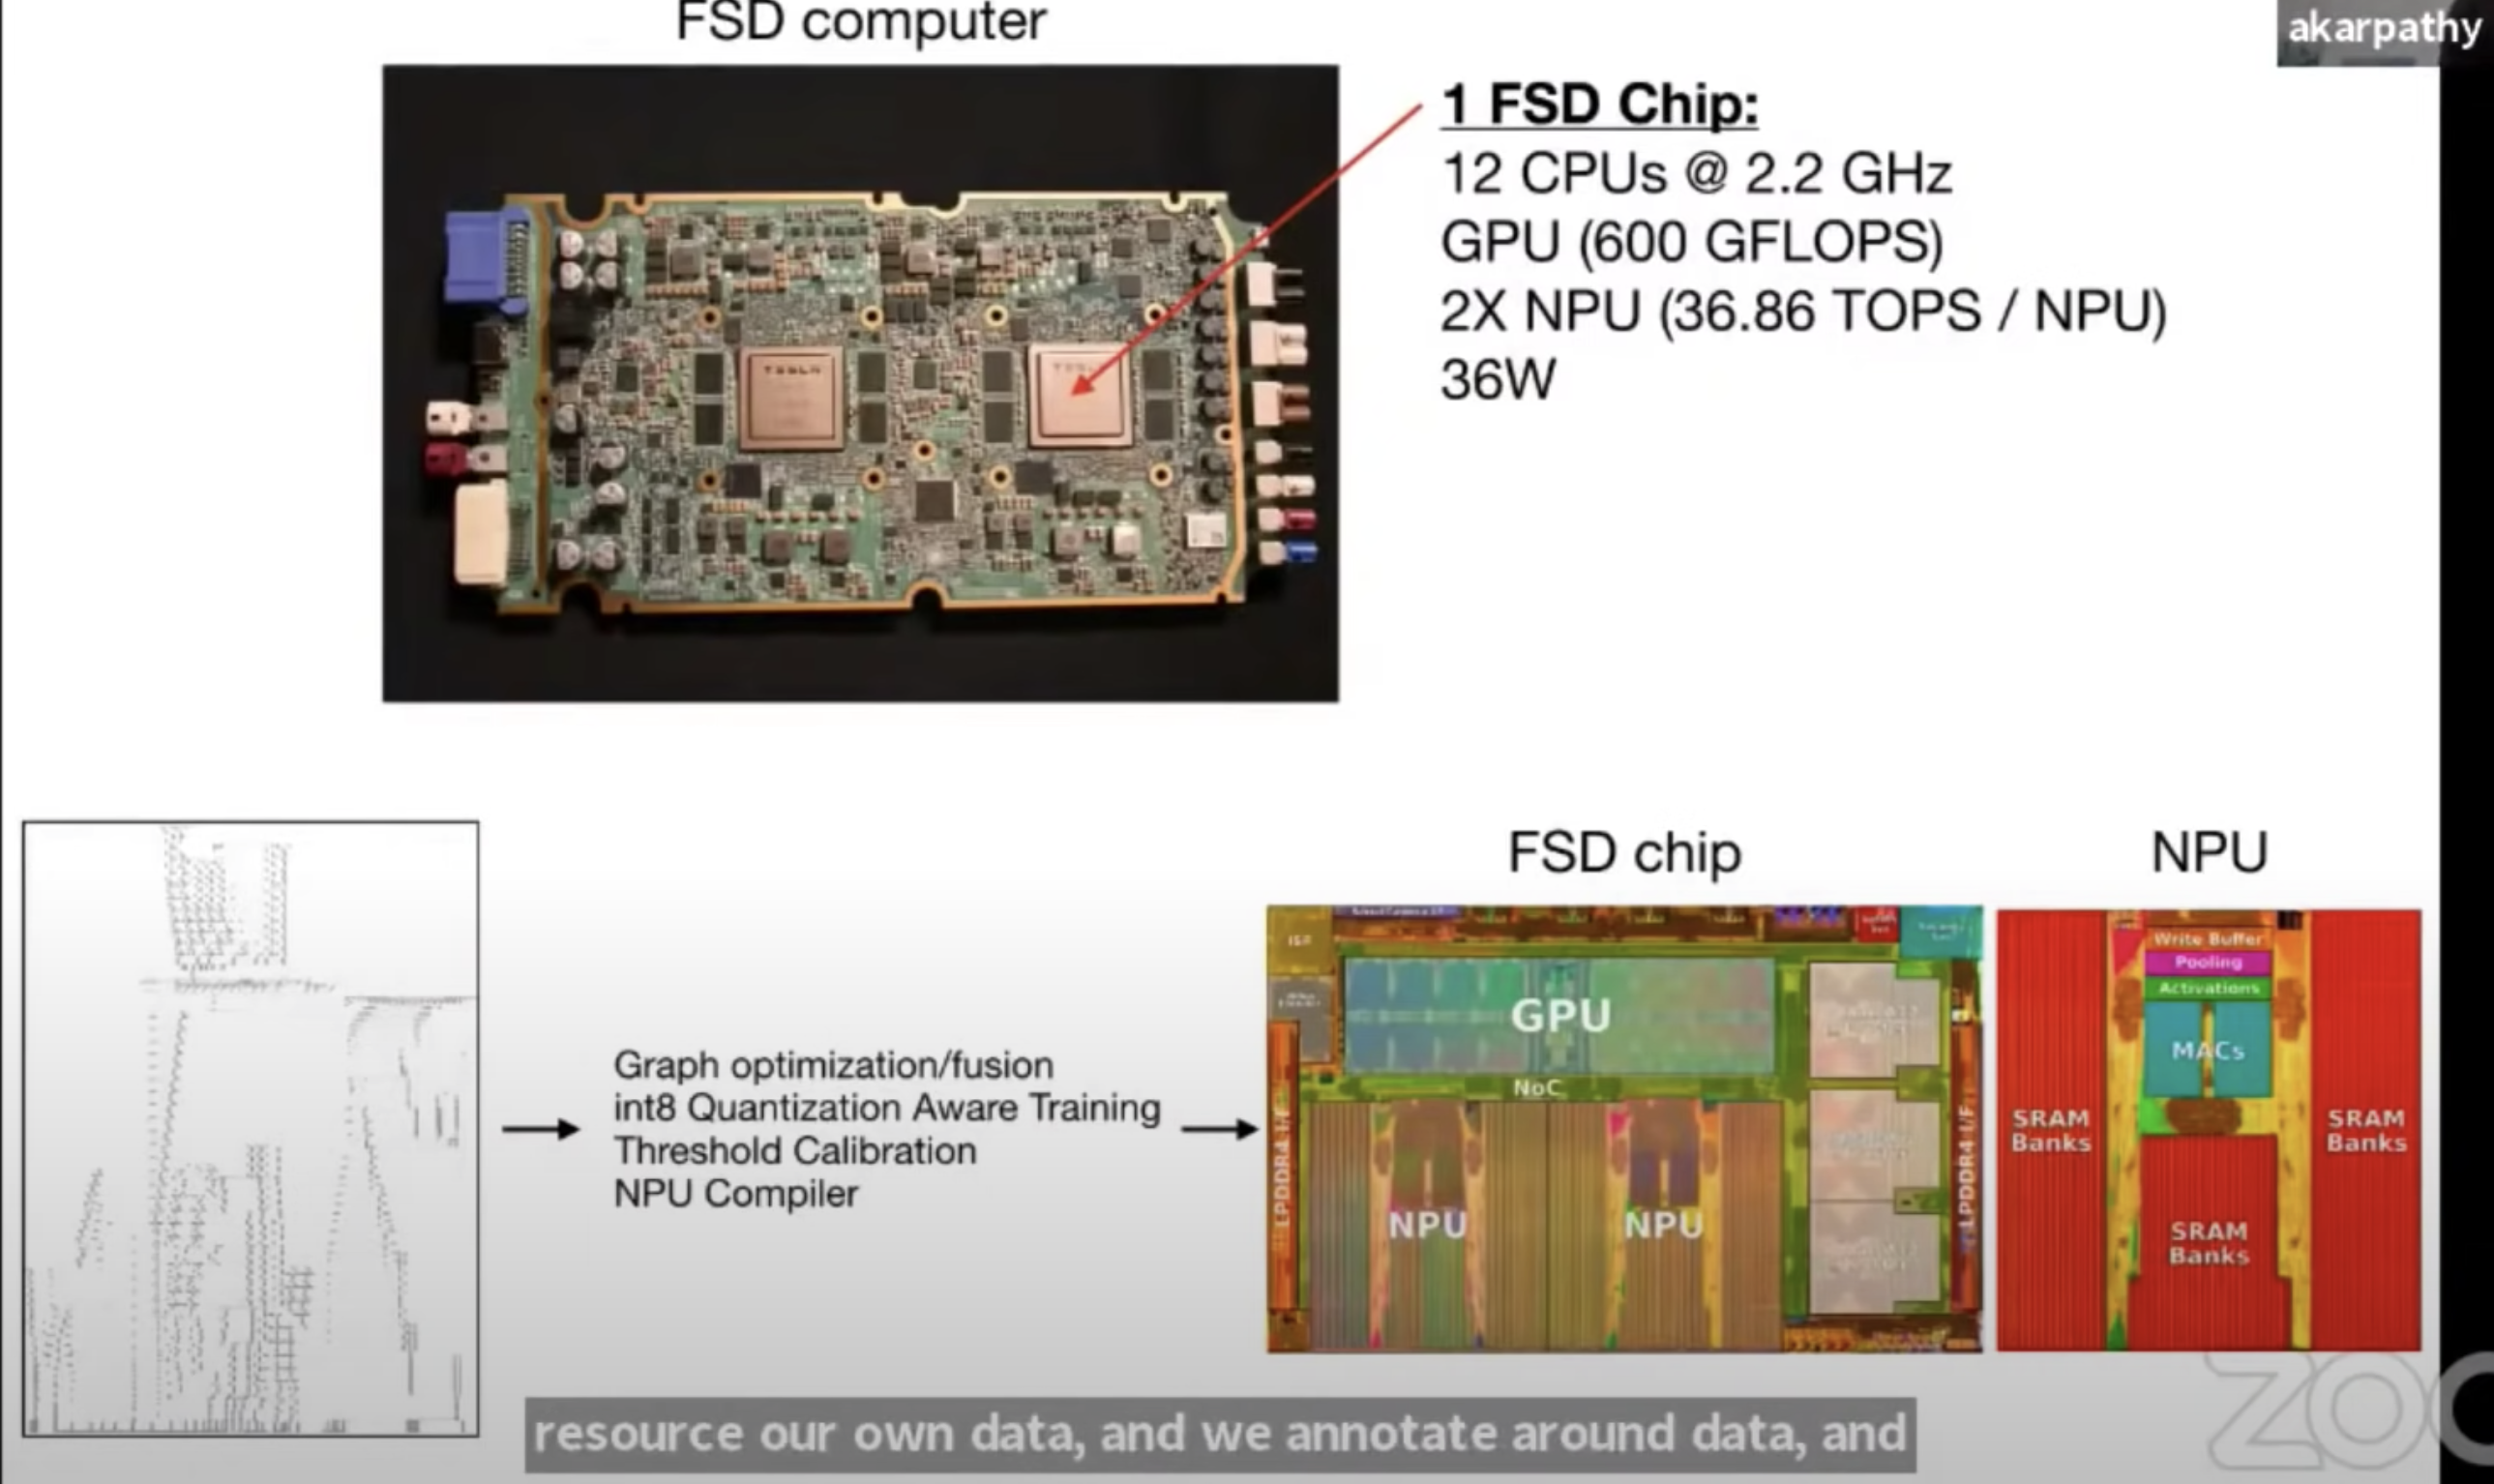 FSD computer
akarpathy
1 FSD Chip:
12 CPUs @ 2.2 GHz
GPU (600 GFLOPS)
2X NPU (36.86 TOPS / NPU)
36W
TESLA
Graph optimization/fusion
int8 Quantization Aware Training
Threshold Calibration
NPU Compiler
FSD chip
ISP
GPU
NoC
LPDDR4 I/F
NPU
NPU
LPDDR4 I/F
NPU
Write Buffer
Pooling
Activations
MACs
SRAM
Banks
SRAM
Banks
SRAM
Banks
resource our own data, and we annotate around data, and